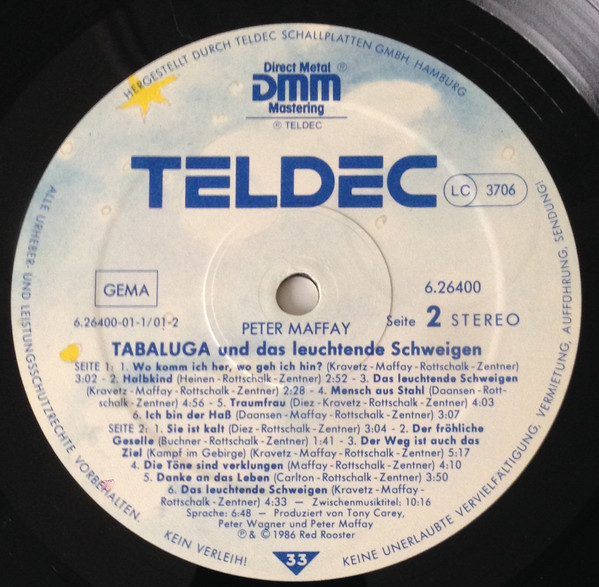 HERGESTELLT DURCH TELDEC SCHALLPLATTEN GMBH, HAMBURG
Direct Metal ®
DMM
Mastering
℗ TELDEC
TELDEC
LC 3706
GEMA
6.26400
6.26400-01-1/01-2
PETER MAFFAY
Seite 2 STEREO
TABALUGA und das leuchtende Schweigen
SEITE 1: 1. Wo komm ich her, wo geh ich hin? (Kravetz-Maffay-Rottschalk-Zentner)
3:02 - 2. Halbkind (Heinen-Rottschalk-Zentner) 2:52 - 3. Das leuchtende Schweigen
(Kravetz-Maffay-Rottschalk-Zentner) 2:28 - 4. Mensch aus Stahl (Daansen-Rott-
schalk-Zentner) 4:56 - 5. Traumfrau (Diez-Kravetz-Rottschalk-Zentner) 4:03
6. Ich bin der Haß (Daansen-Maffay-Rottschalk-Zentner) 3:07
SEITE 2: 1. Sie ist kalt (Diez-Rottschalk-Zentner) 3:04 - 2. Der fröhliche
Geselle (Buchner-Rottschalk-Zentner) 1:41 - 3. Der Weg ist auch das
Ziel (Kampf im Gebirge) (Kravetz-Maffay-Rottschalk-Zentner) 5:17
4. Die Töne sind verklungen (Maffay-Rottschalk-Zentner) 4:10
5. Danke an das Leben (Carlton-Rottschalk-Zentner) 3:50
6. Das leuchtende Schweigen (Kravetz-Maffay-
Rottschalk-Zentner) 4:33 - Zwischenmusiktitel: 10:16
Sprache: 6:48 - Produziert von Tony Carey,
Peter Wagner und Peter Maffay
℗ & © 1986 Red Rooster
33
ALLE URHEBER- UND LEISTUNGSSCHUTZRECHTE VORBEHALTEN.
KEIN VERLEIH!
KEINE UNERLAUBTE VERVIELFÄLTIGUNG, VERMIETUNG, AUFFÜHRUNG, SENDUNG!